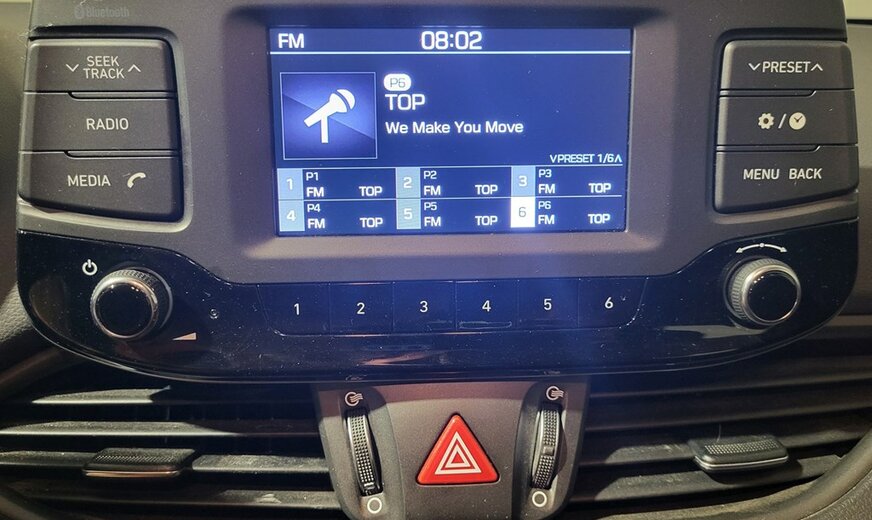 Bluetooth
SEEK
TRACK
RADIO
MEDIA
FM 08:02
P6
TOP
We Make You Move
PRESET 1/6
1 P1 FM TOP
2 P2 FM TOP
3 P3 FM TOP
4 P4 FM TOP
5 P5 FM TOP
6 P6 FM TOP
PRESET
/
MENU BACK
1 2 3 4 5 6